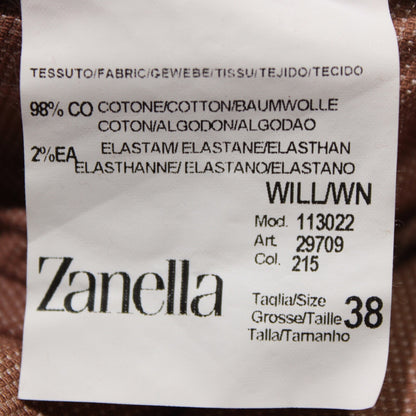 TESSUTO/FABRIC/GEWEBE/TISSU/TEJIDO/TECIDO
98% CO COTONE/COTTON/BAUMWOLLE
COTON/ALGODON/ALGODAO
2%EA ELASTAM/ELASTANE/ELASTHAN
ELASTHANNE/ELASTANO/ELASTANO
WILL/WN
Mod. 113022
Art. 29709
Col. 215
Zanella
Taglia/Size
Grosse/Taille 38
Talla/Tamanho